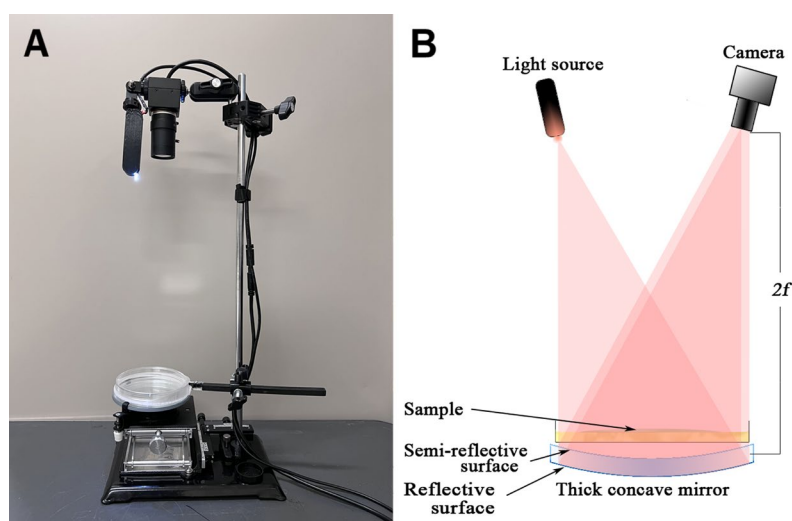 A
B
Light source
Camera
2f
Sample
Semi-reflective
surface
Reflective
surface
Thick concave mirror